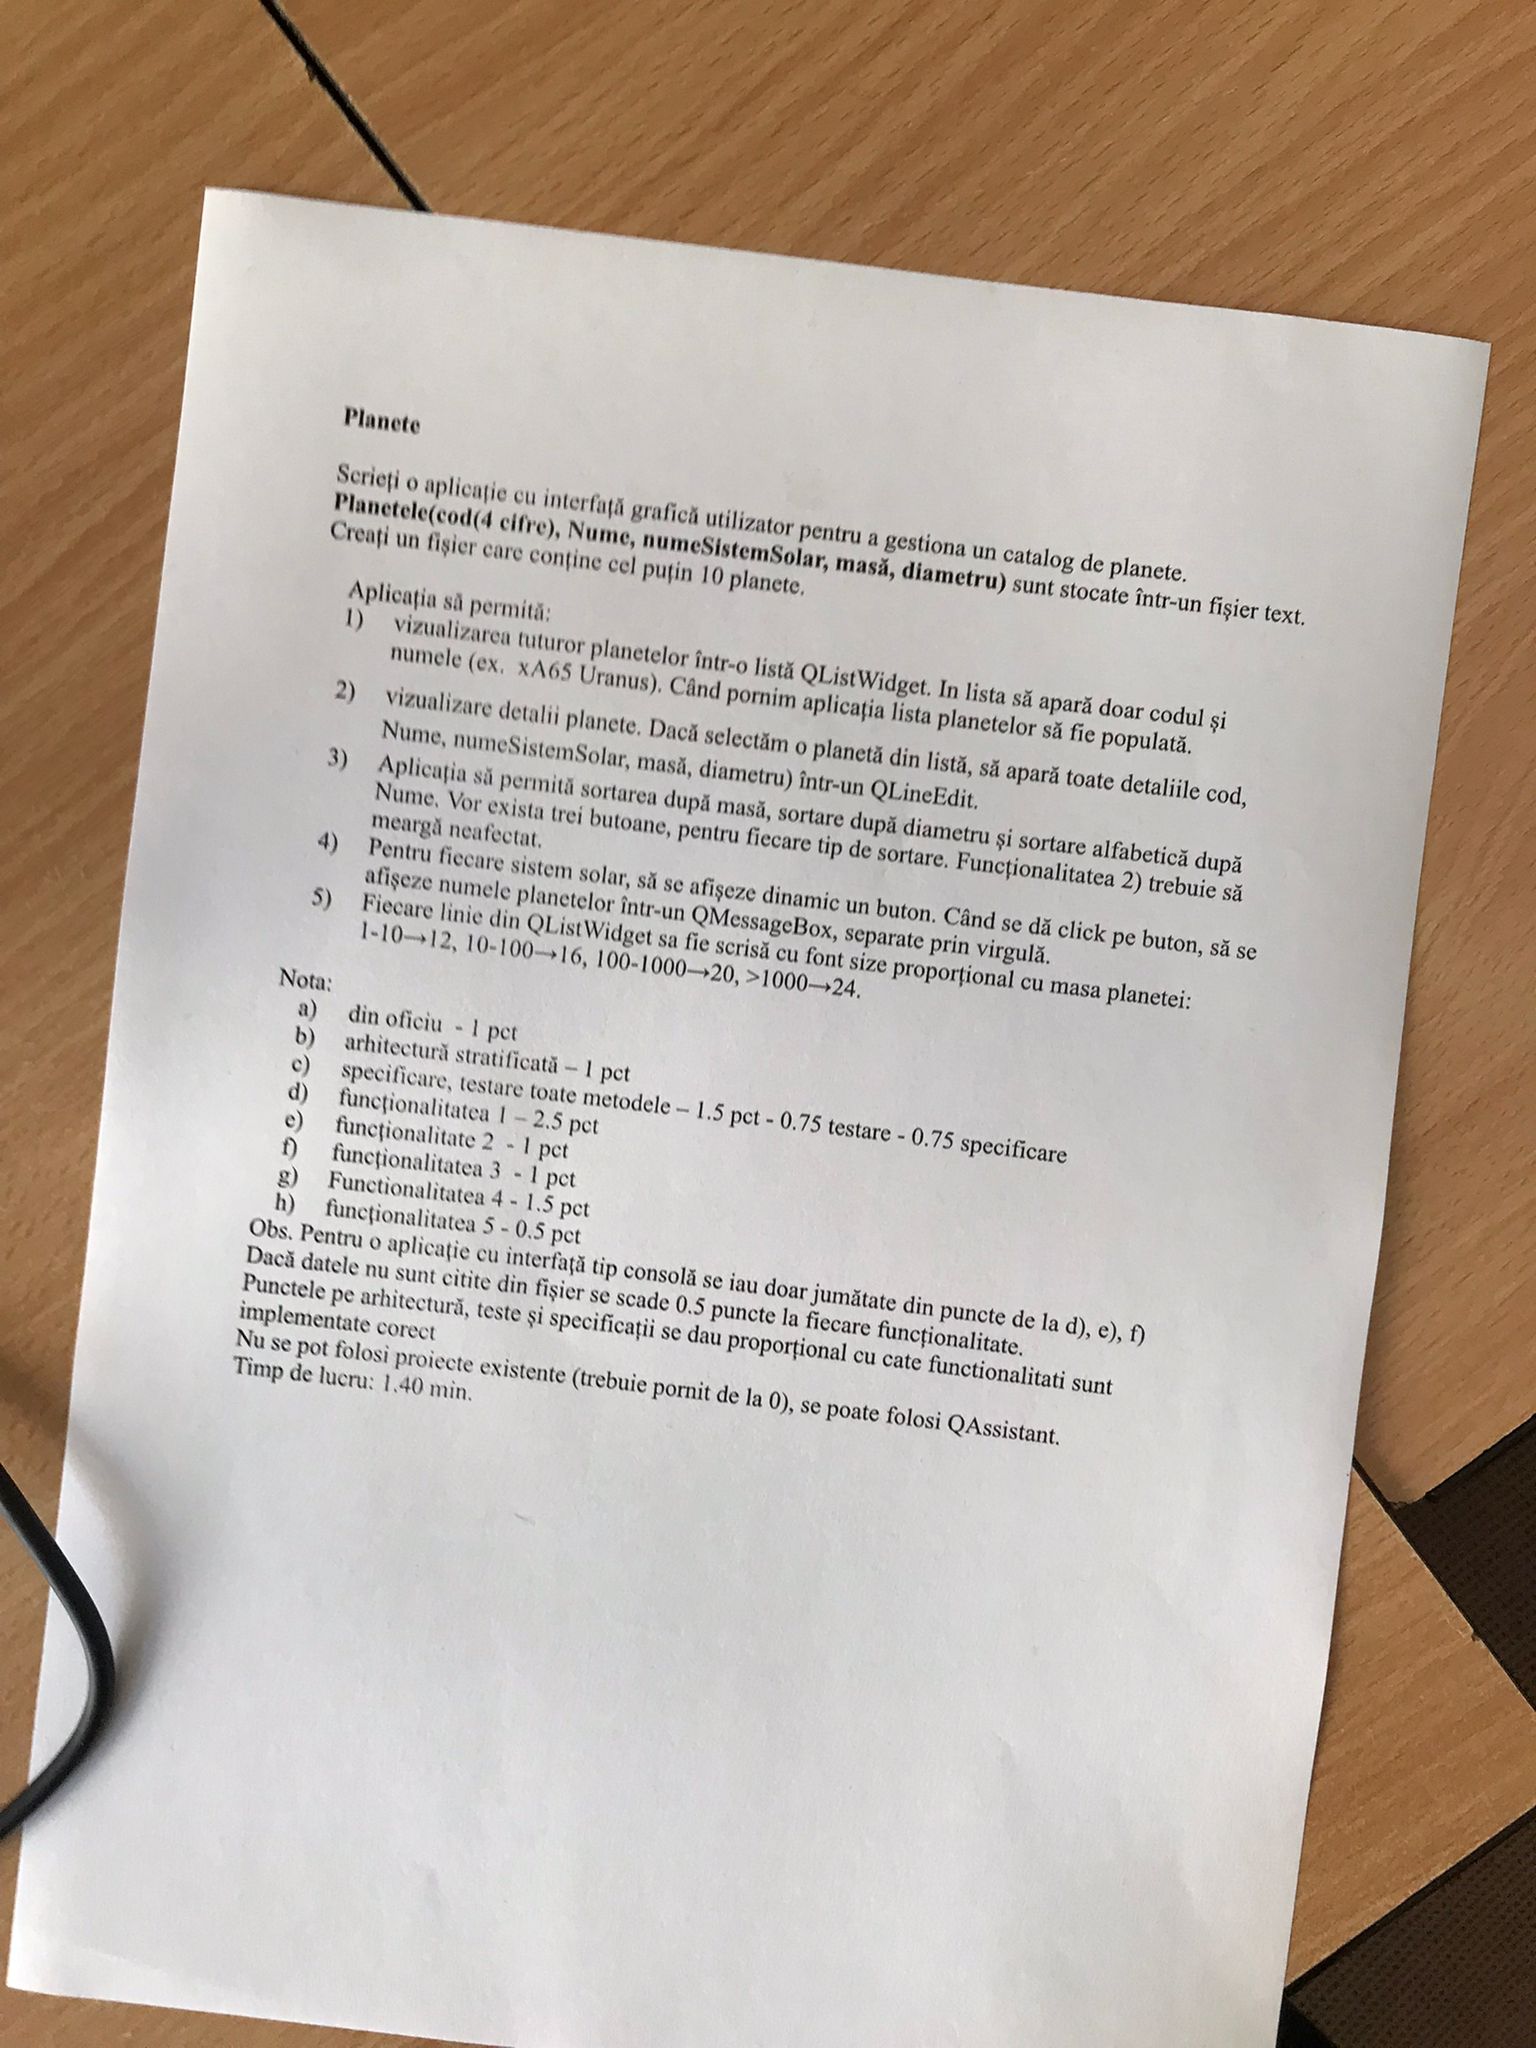 Planete
Scrieți o aplicație cu interfață grafică utilizator pentru a gestiona un catalog de planete.
Planetele(cod(4 cifre), Nume, numeSistemSolar, masă, diametru) sunt stocate într-un fișier text.
Creați un fișier care conține cel puțin 10 planete.
Aplicația să permită:
1) vizualizarea tuturor planetelor într-o listă QListWidget. In lista să apară doar codul și
numele (ex. xA65 Uranus). Când pornim aplicația lista planetelor să fie populată.
2) vizualizare detalii planete. Dacă selectăm o planetă din listă, să apară toate detaliile cod,
Nume, numeSistemSolar, masă, diametru) într-un QLineEdit.
3) Aplicația să permită sortarea după masă, sortare după diametru și sortare alfabetică după
Nume. Vor exista trei butoane, pentru fiecare tip de sortare. Funcționalitatea 2) trebuie să
meargă neafectat.
4) Pentru fiecare sistem solar, să se afișeze dinamic un buton. Când se dă click pe buton, să se
afișeze numele planetelor într-un QMessageBox, separate prin virgulă.
5) Fiecare linie din QListWidget sa fie scrisă cu font size proporțional cu masa planetei:
1-10→12, 10-100→16, 100-1000→20, >1000→24.
Nota:
a) din oficiu - 1 pct
b) arhitectură stratificată – 1 pct
c) specificare, testare toate metodele – 1.5 pct - 0.75 testare - 0.75 specificare
d) funcționalitatea 1 – 2.5 pct
e) funcționalitate 2 - 1 pct
f) funcționalitatea 3 - 1 pct
g) Functionalitatea 4 - 1.5 pct
h) funcționalitatea 5 - 0.5 pct
Obs. Pentru o aplicație cu interfață tip consolă se iau doar jumătate din puncte de la d), e), f)
Dacă datele nu sunt citite din fișier se scade 0.5 puncte la fiecare funcționalitate.
Punctele pe arhitectură, teste și specificații se dau proporțional cu cate functionalitati sunt
implementate corect
Nu se pot folosi proiecte existente (trebuie pornit de la 0), se poate folosi QAssistant.
Timp de lucru: 1.40 min.